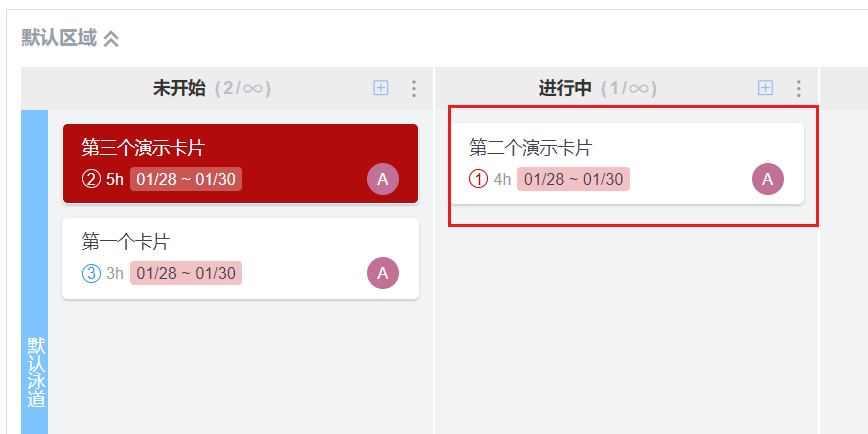 默认区域
未开始 (2/∞)
进行中 (1/∞)
第三个演示卡片
② 5h 01/28 ~ 01/30 A
第一个卡片
③ 3h 01/28 ~ 01/30 A
第二个演示卡片
① 4h 01/28 ~ 01/30 A
默认泳道